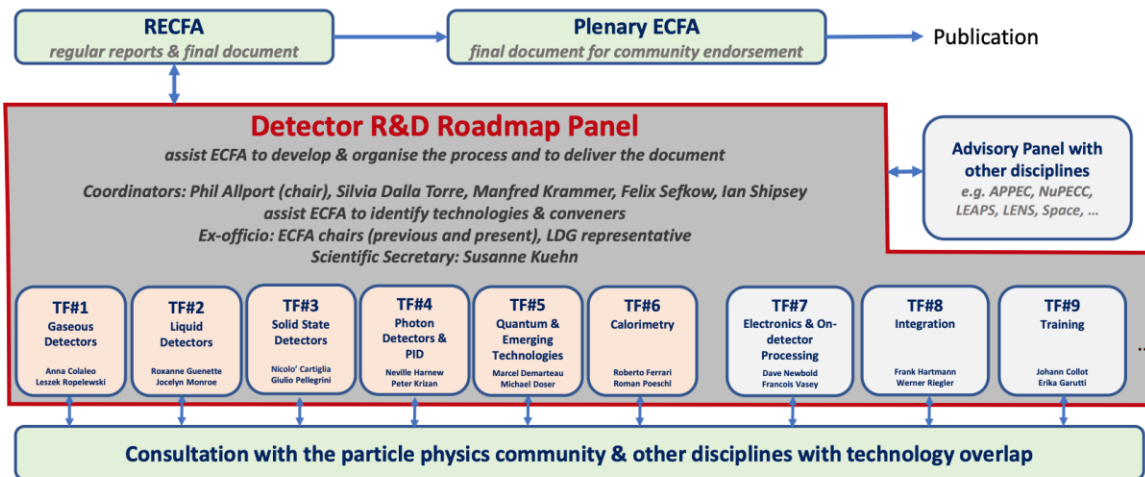 RECFA
regular reports & final document
Plenary ECFA
final document for community endorsement
Publication
Detector R&D Roadmap Panel
assist ECFA to develop & organise the process and to deliver the document
Coordinators: Phil Allport (chair), Silvia Dalla Torre, Manfred Krammer, Felix Sefkow, Ian Shipsey
assist ECFA to identify technologies & conveners
Ex-officio: ECFA chairs (previous and present), LDG representative
Scientific Secretary: Susanne Kuehn
Advisory Panel with
other disciplines
e.g. APPEC, NuPECC,
LEAPS, LENS, Space, …
TF#1
Gaseous
Detectors
Anna Colaleo
Leszek Ropelewski
TF#2
Liquid
Detectors
Roxanne Guenette
Jocelyn Monroe
TF#3
Solid State
Detectors
Nicolo' Cartiglia
Giulio Pellegrini
TF#4
Photon
Detectors &
PID
Neville Harnew
Peter Krizan
TF#5
Quantum &
Emerging
Technologies
Marcel Demarteau
Michael Doser
TF#6
Calorimetry
Roberto Ferrari
Roman Poeschl
TF#7
Electronics & On-
detector
Processing
Dave Newbold
Francois Vasey
TF#8
Integration
Frank Hartmann
Werner Riegler
TF#9
Training
Johann Collot
Erika Garutti
…
Consultation with the particle physics community & other disciplines with technology overlap